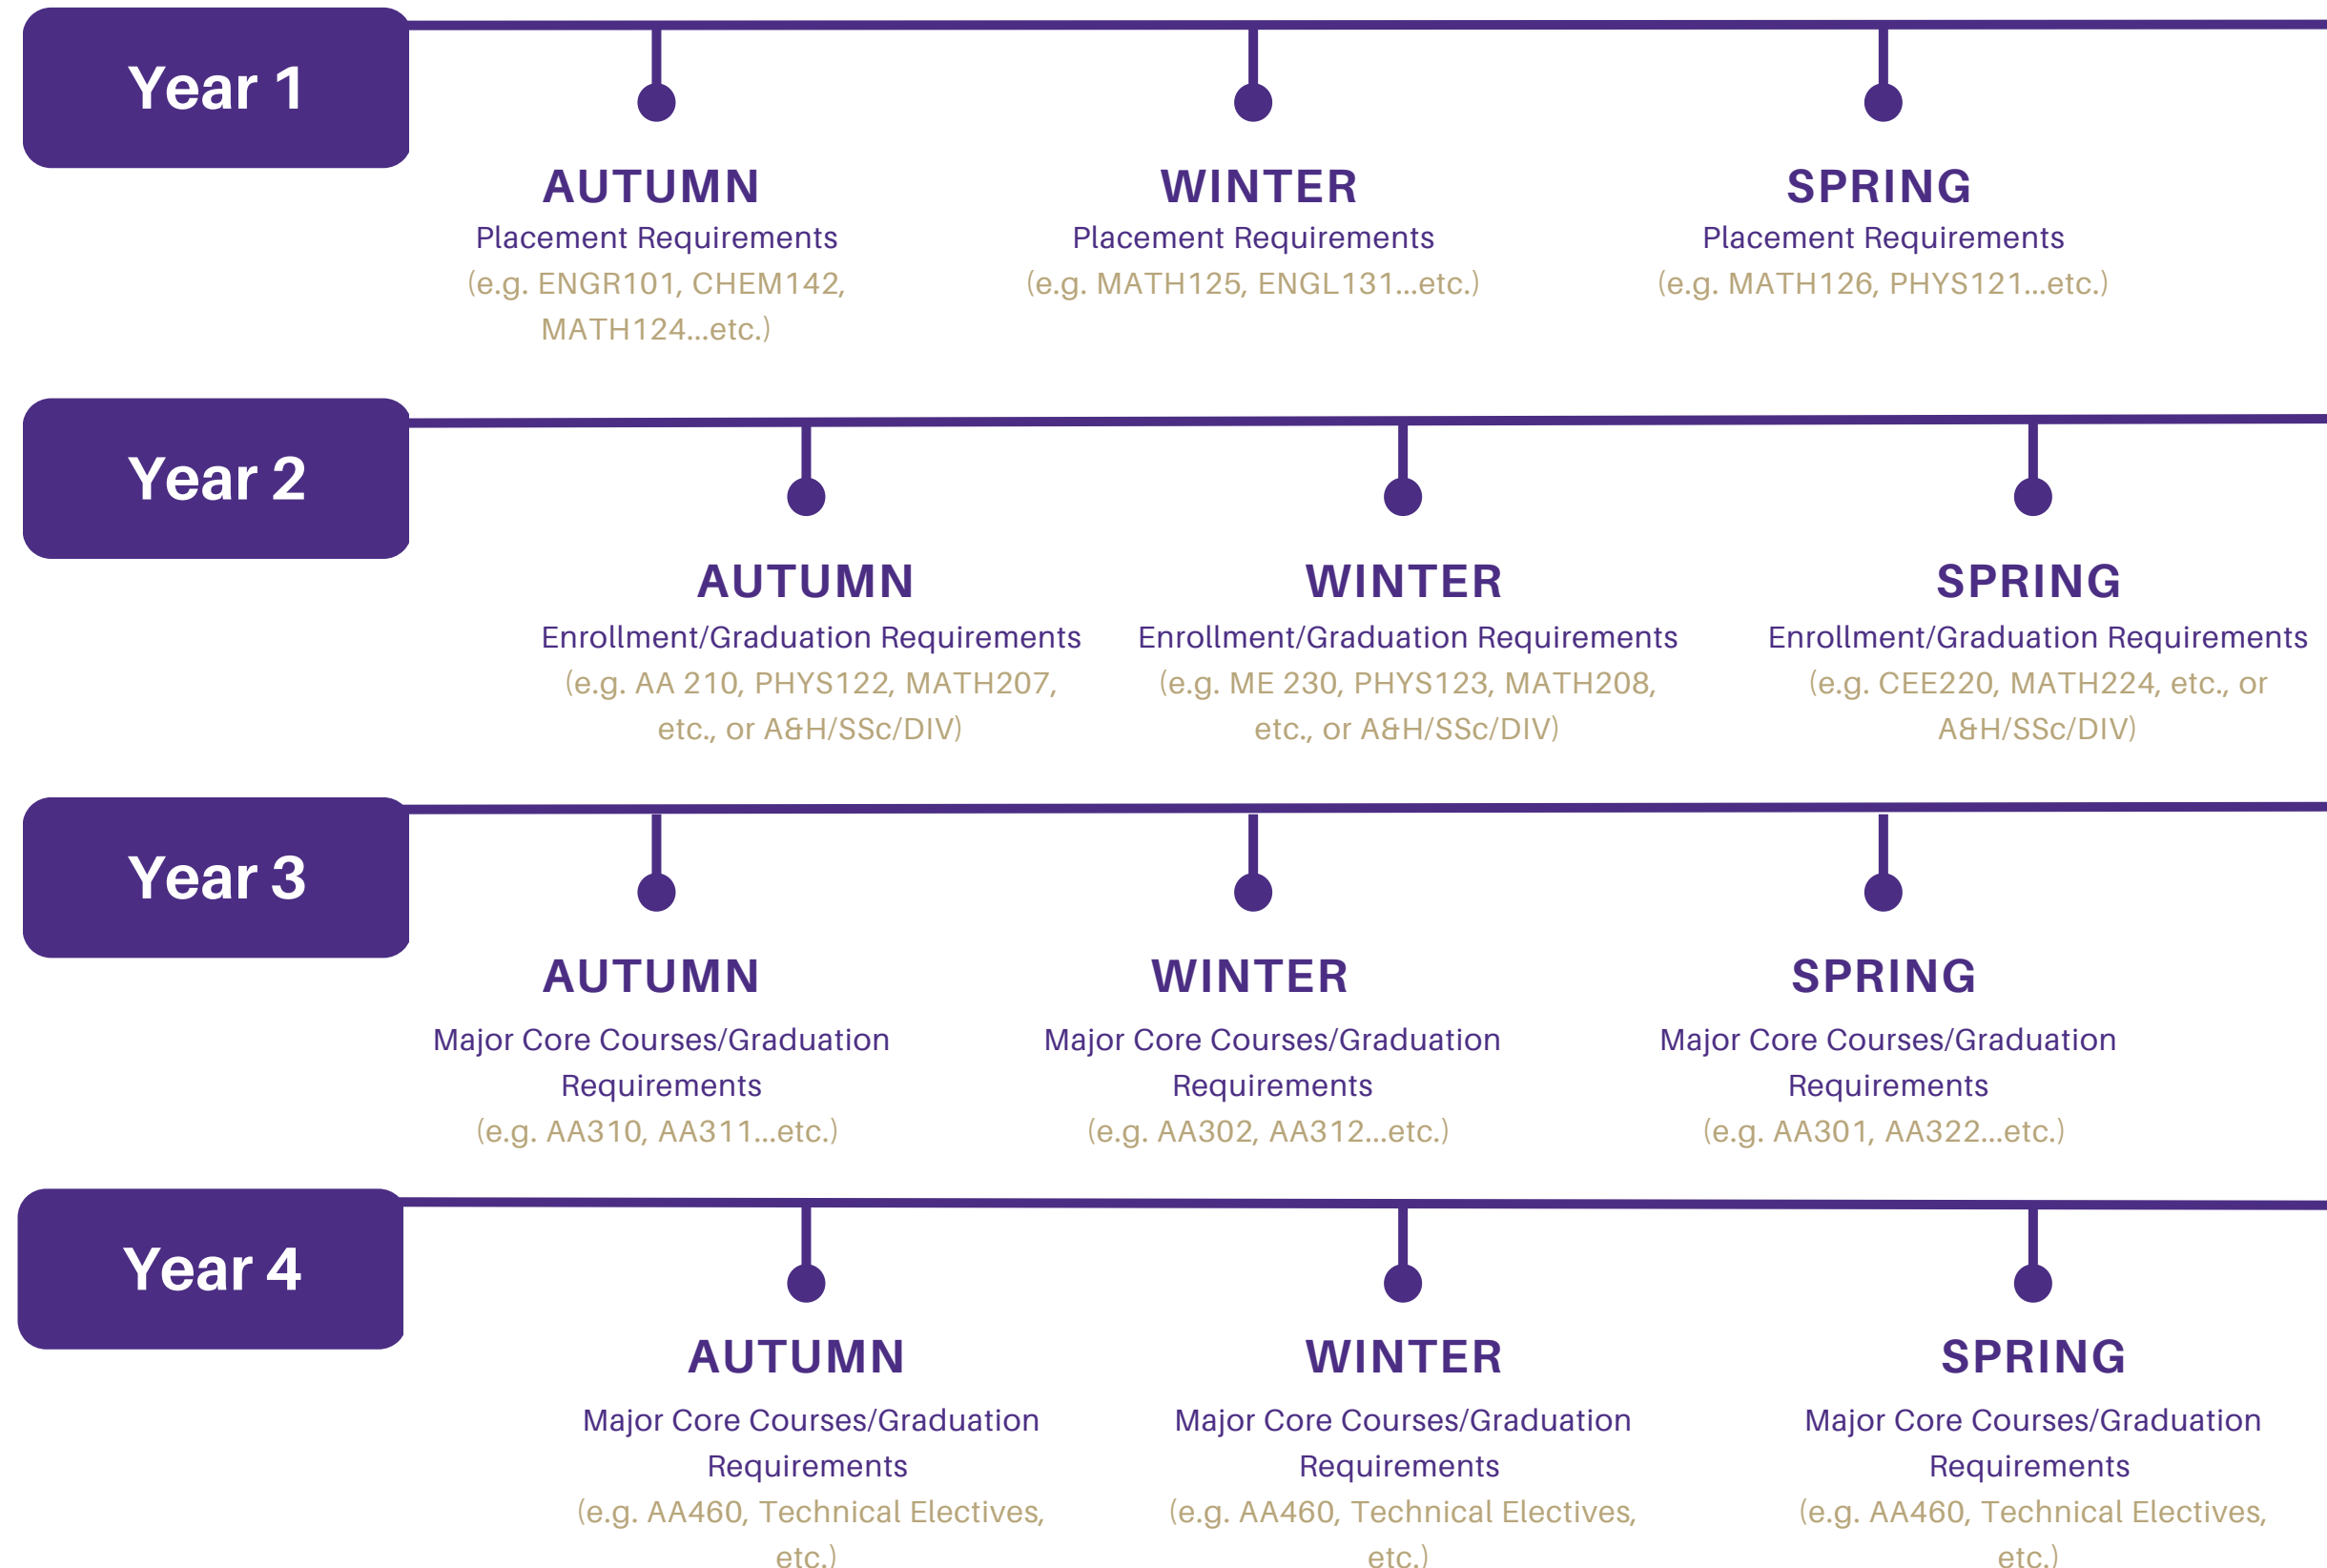 Year 1
AUTUMN
Placement Requirements
(e.g. ENGR101, CHEM142,
MATH124...etc.)
WINTER
Placement Requirements
(e.g. MATH125, ENGL131...etc.)
SPRING
Placement Requirements
(e.g. MATH126, PHYS121...etc.)
Year 2
AUTUMN
Enrollment/Graduation Requirements
(e.g. AA 210, PHYS122, MATH207,
etc., or A&H/SSc/DIV)
WINTER
Enrollment/Graduation Requirements
(e.g. ME 230, PHYS123, MATH208,
etc., or A&H/SSc/DIV)
SPRING
Enrollment/Graduation Requirements
(e.g. CEE220, MATH224, etc., or
A&H/SSc/DIV)
Year 3
AUTUMN
Major Core Courses/Graduation
Requirements
(e.g. AA310, AA311...etc.)
WINTER
Major Core Courses/Graduation
Requirements
(e.g. AA302, AA312...etc.)
SPRING
Major Core Courses/Graduation
Requirements
(e.g. AA301, AA322...etc.)
Year 4
AUTUMN
Major Core Courses/Graduation
Requirements
(e.g. AA460, Technical Electives,
etc.)
WINTER
Major Core Courses/Graduation
Requirements
(e.g. AA460, Technical Electives,
etc.)
SPRING
Major Core Courses/Graduation
Requirements
(e.g. AA460, Technical Electives,
etc.)